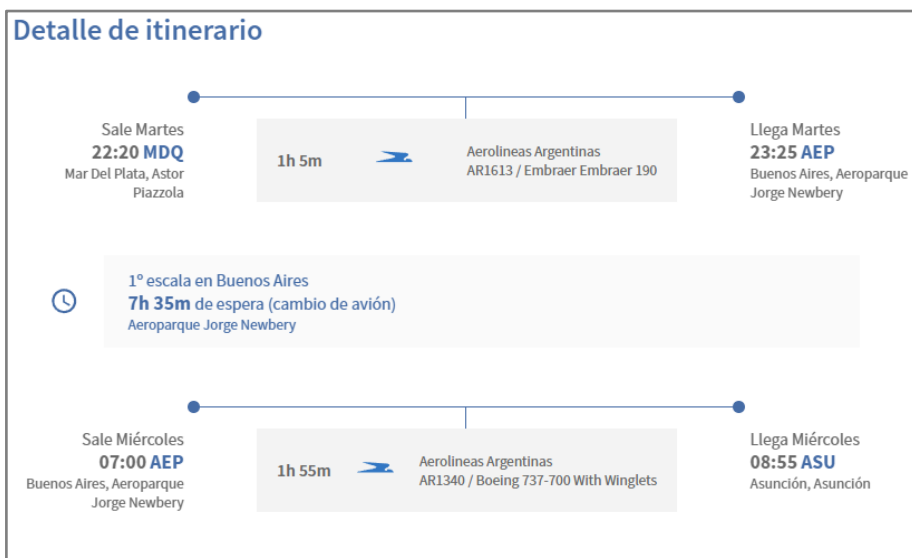 Detalle de itinerario
Sale Martes
22:20 MDQ
Mar Del Plata, Astor
Piazzola
1h 5m
Aerolineas Argentinas
AR1613 / Embraer Embraer 190
Llega Martes
23:25 AEP
Buenos Aires, Aeroparque
Jorge Newbery
1º escala en Buenos Aires
7h 35m de espera (cambio de avión)
Aeroparque Jorge Newbery
Sale Miércoles
07:00 AEP
Buenos Aires, Aeroparque
Jorge Newbery
1h 55m
Aerolineas Argentinas
AR1340 / Boeing 737-700 With Winglets
Llega Miércoles
08:55 ASU
Asunción, Asunción